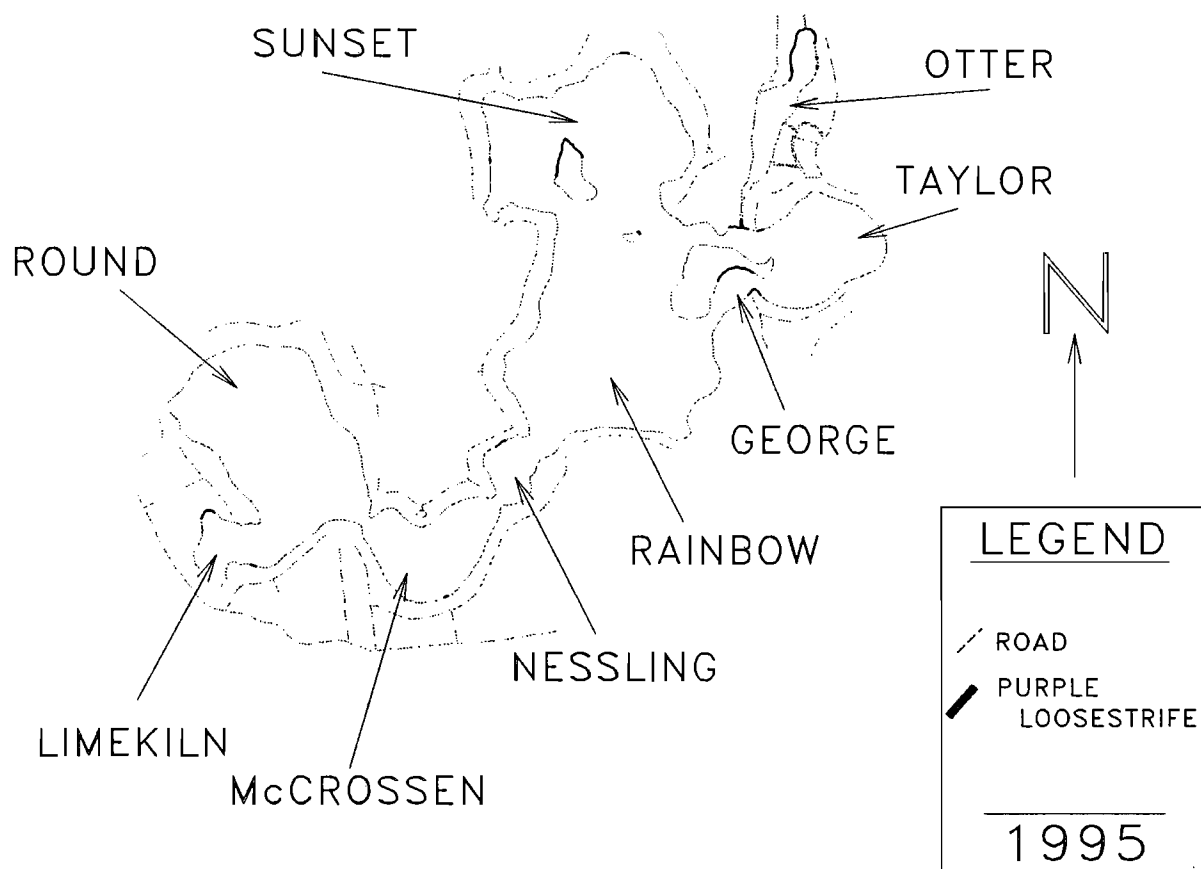 SUNSET
OTTER
TAYLOR
ROUND
N
GEORGE
RAINBOW
NESSLING
LIMEKILN
McCROSSEN
LEGEND
ROAD
PURPLE
LOOSESTRIFE
1995